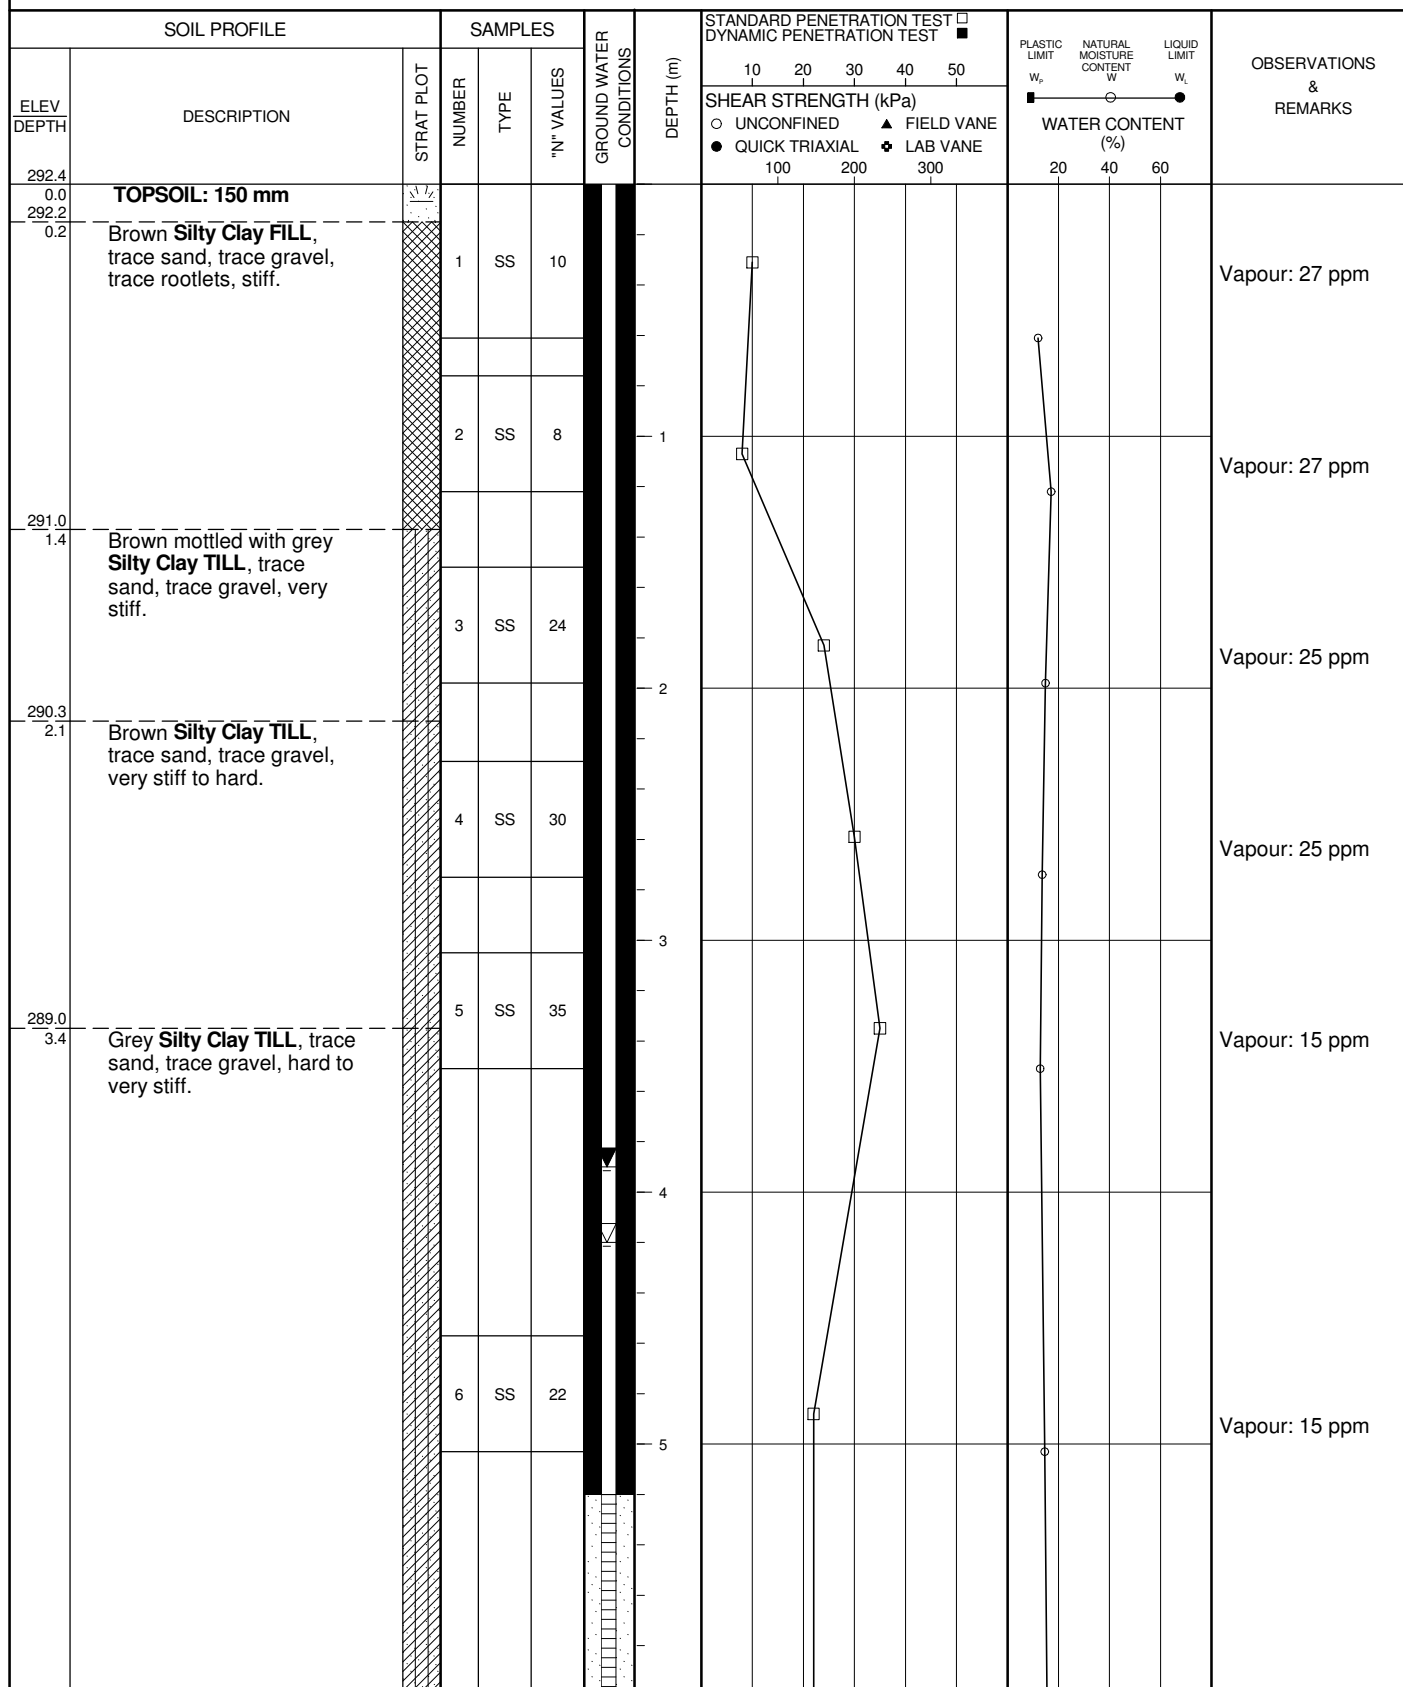 SOIL PROFILE
SAMPLES
GROUND WATER
CONDITIONS
DEPTH (m)
STANDARD PENETRATION TEST
DYNAMIC PENETRATION TEST
10 20 30 40 50
SHEAR STRENGTH (kPa)
UNCONFINED
FIELD VANE
QUICK TRIAXIAL
LAB VANE
100 200 300
PLASTIC
LIMIT
NATURAL
MOISTURE
CONTENT
LIQUID
LIMIT
WP
W
WL
WATER CONTENT
(%)
20 40 60
OBSERVATIONS
&
REMARKS
ELEV
DEPTH
DESCRIPTION
STRAT PLOT
NUMBER
TYPE
"N" VALUES
292.4
0.0
TOPSOIL: 150 mm
292.2
0.2
Brown Silty Clay FILL,
trace sand, trace gravel,
trace rootlets, stiff.
1 SS 10
Vapour: 27 ppm
2 SS 8
1
Vapour: 27 ppm
291.0
1.4
Brown mottled with grey
Silty Clay TILL, trace
sand, trace gravel, very
stiff.
3 SS 24
Vapour: 25 ppm
2
290.3
2.1
Brown Silty Clay TILL,
trace sand, trace gravel,
very stiff to hard.
4 SS 30
Vapour: 25 ppm
3
5 SS 35
289.0
3.4
Grey Silty Clay TILL, trace
sand, trace gravel, hard to
very stiff.
Vapour: 15 ppm
4
6 SS 22
Vapour: 15 ppm
5